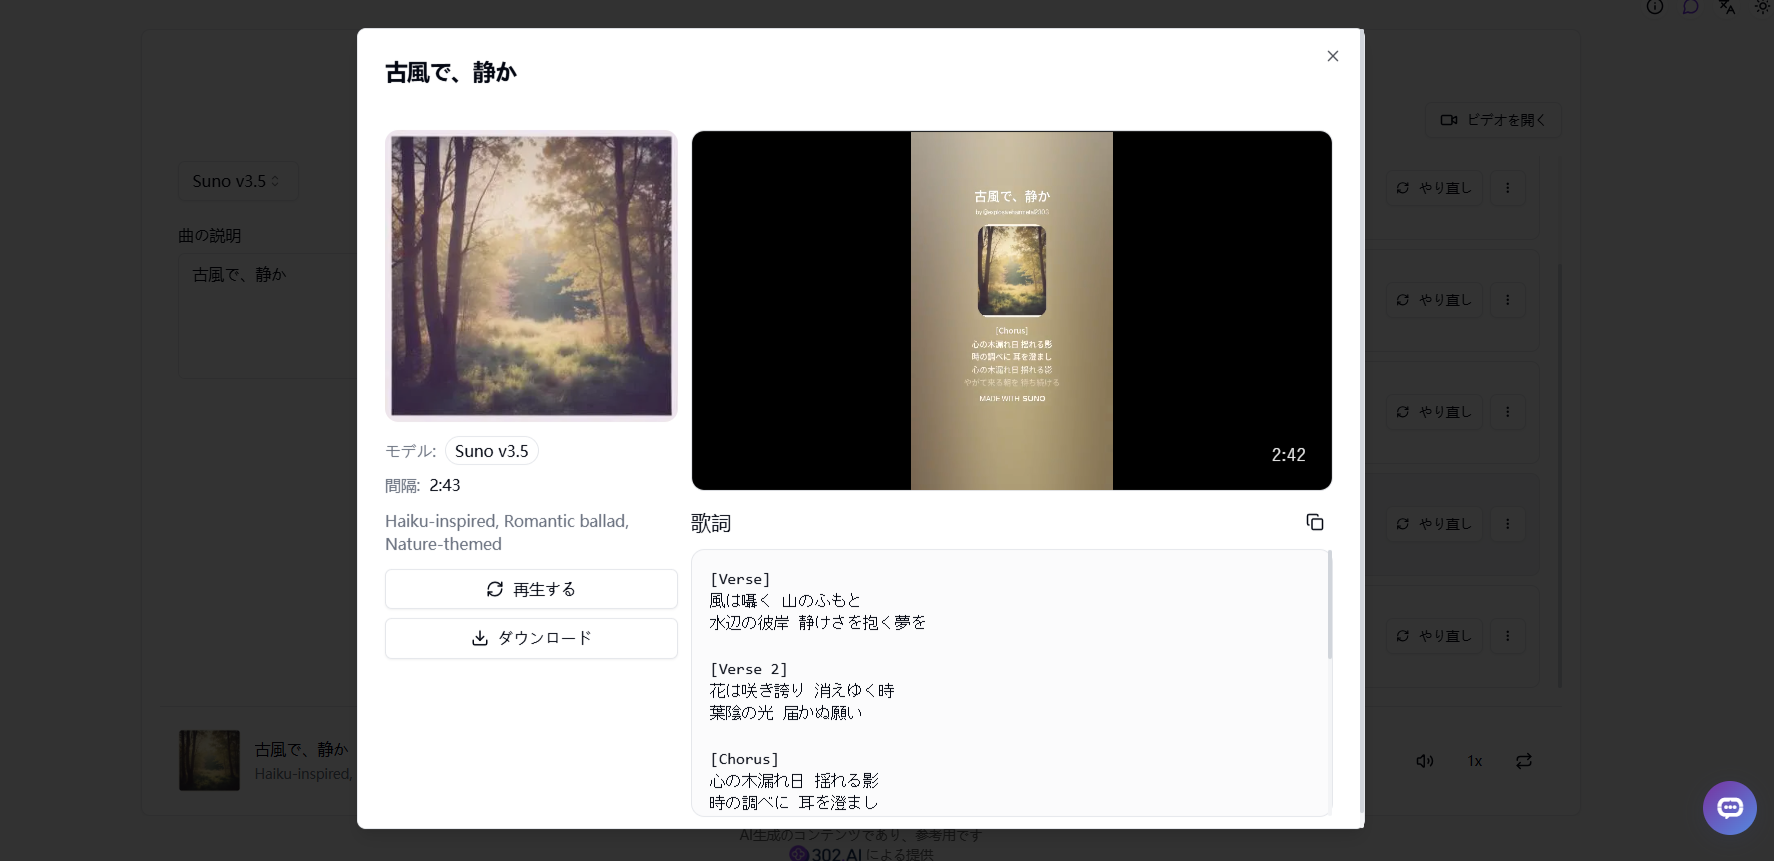 古風で、静か
ビデオを開く
Suno v3.5
曲の説明
古風で、静か
やり直し
やり直し
やり直し
やり直し
やり直し
モデル: Suno v3.5
間隔: 2:43
Haiku-inspired, Romantic ballad,
Nature-themed
再生する
ダウンロード
古風で、静か
[Chorus]
心の木漏れ日 揺れる影
時の調べに 耳を澄まし
心の木漏れ日 揺れる影
やがて来る朝を 待ち続ける
MADE WITH SUNO
2:42
歌詞
[Verse]
風は囁く 山のふもと
水辺の彼岸 静けさを抱く夢を
[Verse 2]
花は咲き誇り 消えゆく時
葉陰の光 届かぬ願い
[Chorus]
心の木漏れ日 揺れる影
時の調べに 耳を澄まし
古風で、静か
Haiku-inspired,
1x
AI生成のコンテンツであり、参考用です
302.AI による提供